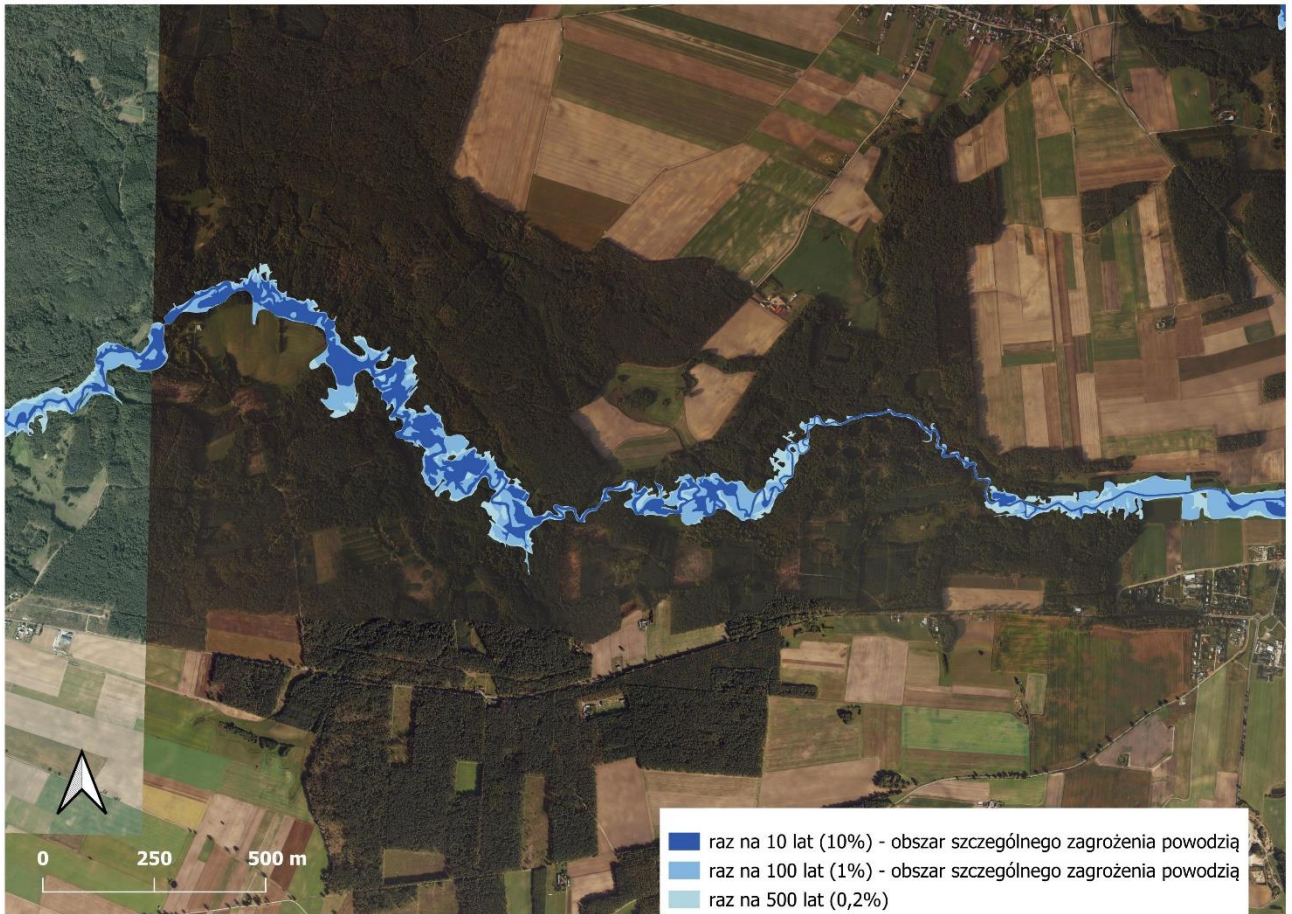 0 250 500 m
raz na 10 lat (10%) - obszar szczególnego zagrożenia powodzią
raz na 100 lat (1%) - obszar szczególnego zagrożenia powodzią
raz na 500 lat (0,2%)